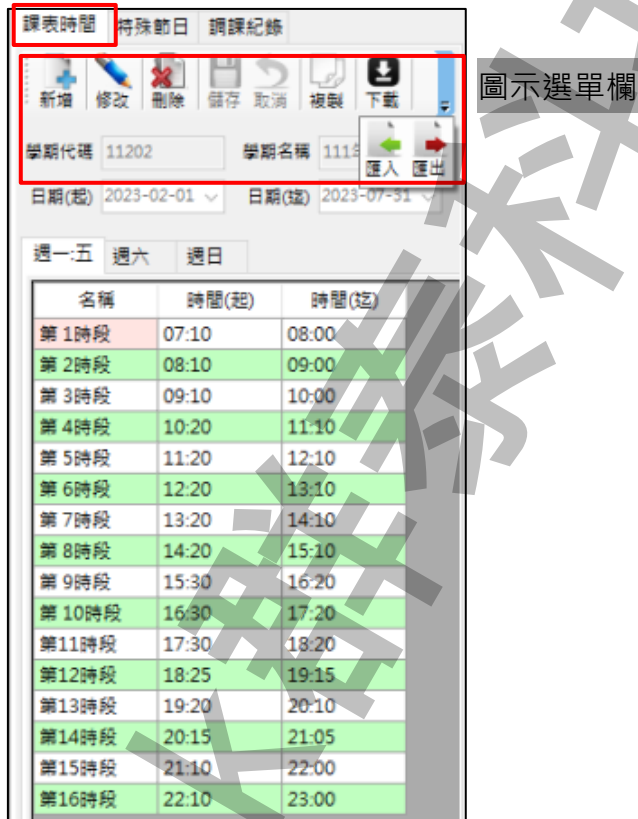 課表時間 特殊節日 調課紀錄
新增 修改 刪除 儲存 取消 複製 下載
圖示選單欄
匯入 匯出
學期代碼 11202 學期名稱 111
日期(起) 2023-02-01 日期(迄) 2023-07-31
週一:五 週六 週日
名稱 時間(起) 時間(迄)
第 1時段 07:10 08:00
第 2時段 08:10 09:00
第 3時段 09:10 10:00
第 4時段 10:20 11:10
第 5時段 11:20 12:10
第 6時段 12:20 13:10
第 7時段 13:20 14:10
第 8時段 14:20 15:10
第 9時段 15:30 16:20
第 10時段 16:30 17:20
第11時段 17:30 18:20
第12時段 18:25 19:15
第13時段 19:20 20:10
第14時段 20:15 21:05
第15時段 21:10 22:00
第16時段 22:10 23:00